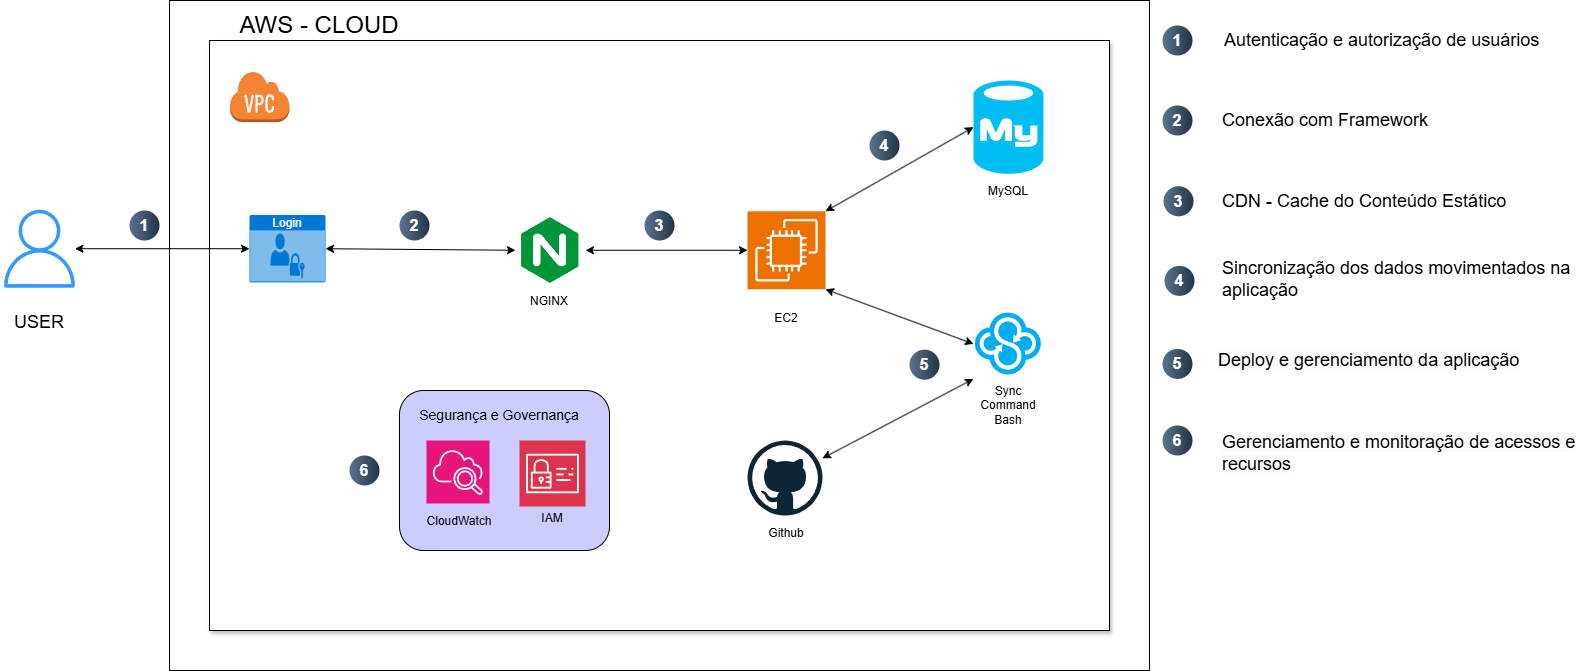 AWS - CLOUD
VPC
USER
1
Login
2
NGINX
3
EC2
4
My
MySQL
5
Sync
Command
Bash
Github
6
Segurança e Governança
CloudWatch
IAM
1
Autenticação e autorização de usuários
2
Conexão com Framework
3
CDN - Cache do Conteúdo Estático
4
Sincronização dos dados movimentados na
aplicação
5
Deploy e gerenciamento da aplicação
6
Gerenciamento e monitoração de acessos e
recursos